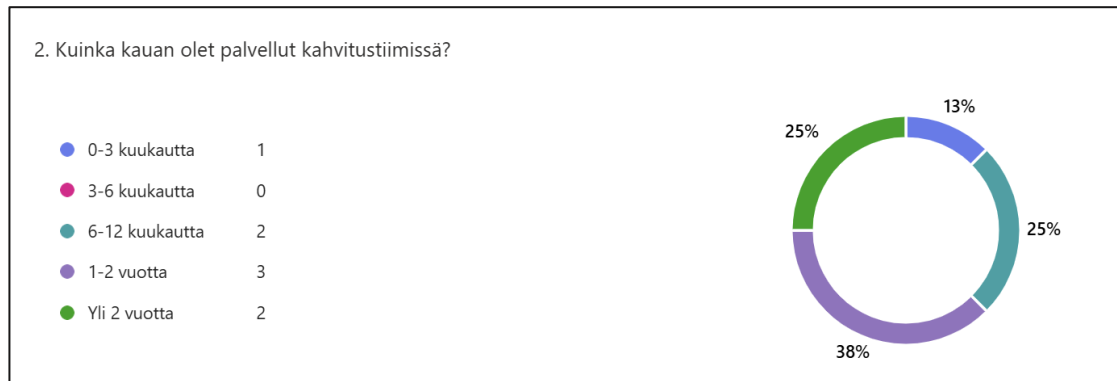 2. Kuinka kauan olet palvellut kahvitustiimissä?
0-3 kuukautta 1
3-6 kuukautta 0
6-12 kuukautta 2
1-2 vuotta 3
Yli 2 vuotta 2
13%
25%
25%
38%